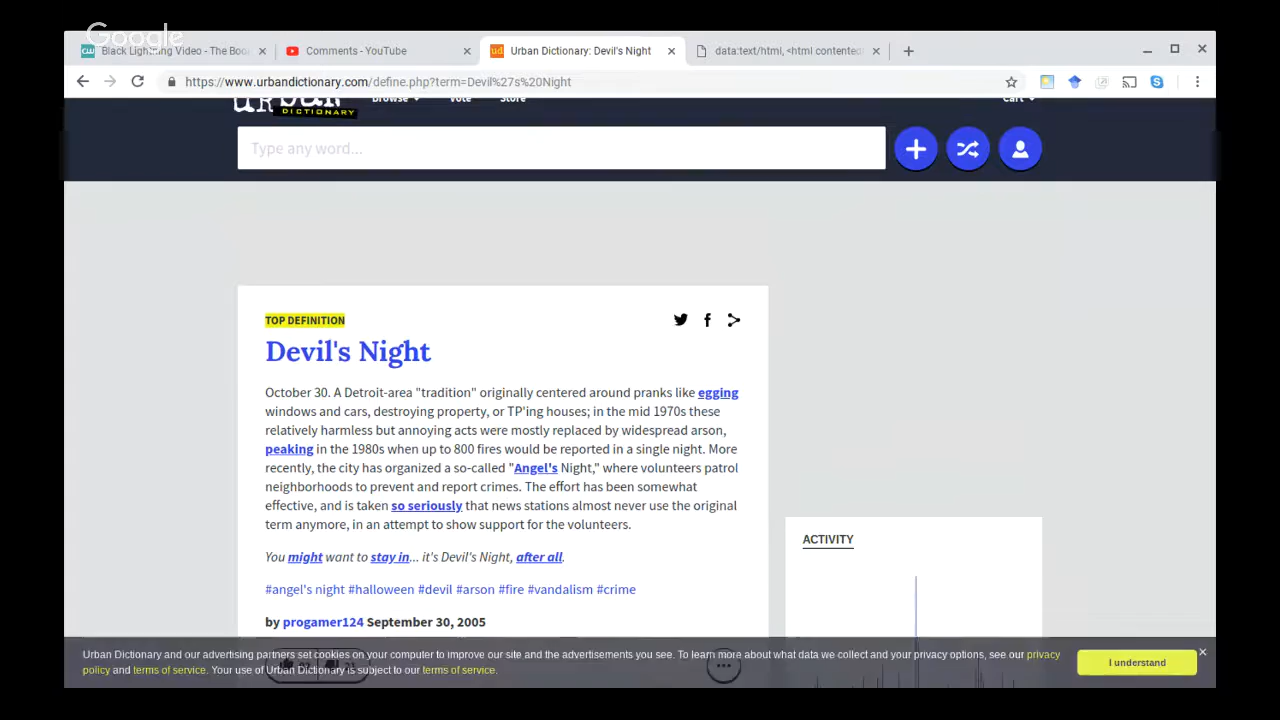 Google
Black Lightning Video - The Boo
Comments - YouTube
Urban Dictionary: Devil's Night
data:text/html, <html contented
https://www.urbandictionary.com/define.php?term=Devil%27s%20Night
URBAN
DICTIONARY
Browse
Vote
Store
Cart
Type any word...
TOP DEFINITION
Devil's Night
October 30. A Detroit-area "tradition" originally centered around pranks like egging
windows and cars, destroying property, or TP'ing houses; in the mid 1970s these
relatively harmless but annoying acts were mostly replaced by widespread arson,
peaking in the 1980s when up to 800 fires would be reported in a single night. More
recently, the city has organized a so-called "Angel's Night," where volunteers patrol
neighborhoods to prevent and report crimes. The effort has been somewhat
effective, and is taken so seriously that news stations almost never use the original
term anymore, in an attempt to show support for the volunteers.
You might want to stay in... it's Devil's Night, after all.
#angel's night #halloween #devil #arson #fire #vandalism #crime
by progamer124 September 30, 2005
ACTIVITY
Urban Dictionary and our advertising partners set cookies on your computer to improve our site and the advertisements you see. To learn more about what data we collect and your privacy options, see our privacy
policy and terms of service. Your use of Urban Dictionary is subject to our terms of service.
I understand